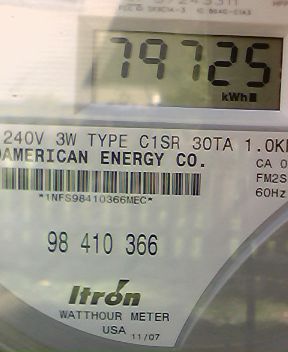 79725
kWh
240V 3W TYPE C1SR 30TA 1.0K
AMERICAN ENERGY CO.
CA 0
FM2S
60Hz
*1NFS98410366MEC*
98 410 366
Itron
WATTHOUR METER
USA 11/07